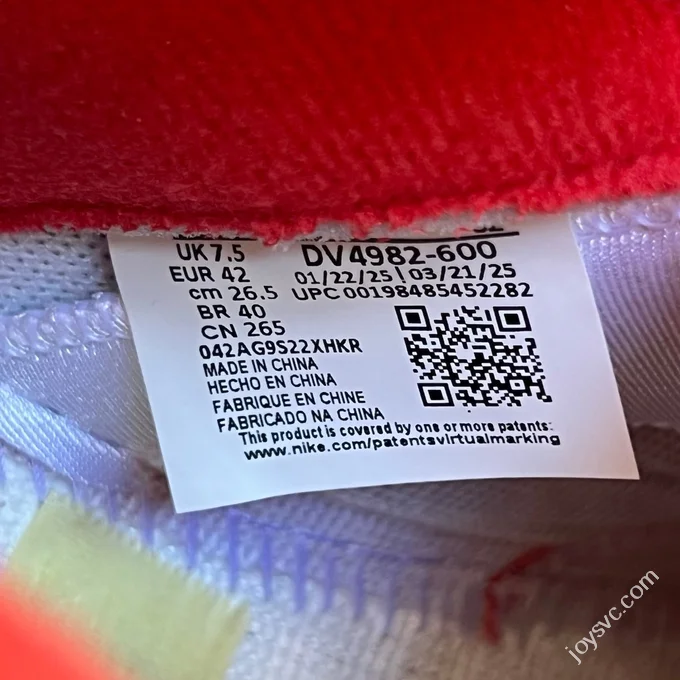 UK 7.5
EUR 42
cm 26.5
BR 40
CN 265
DV4982-600
01/22/25 | 03/21/25
UPC 00198485452282
042AG9S22XHKR
MADE IN CHINA
HECHO EN CHINA
FABRIQUE EN CHINE
FABRICADO NA CHINA
This product is covered by one or more patents:
www.nike.com/patentsvirtualmarking
joysvc.com